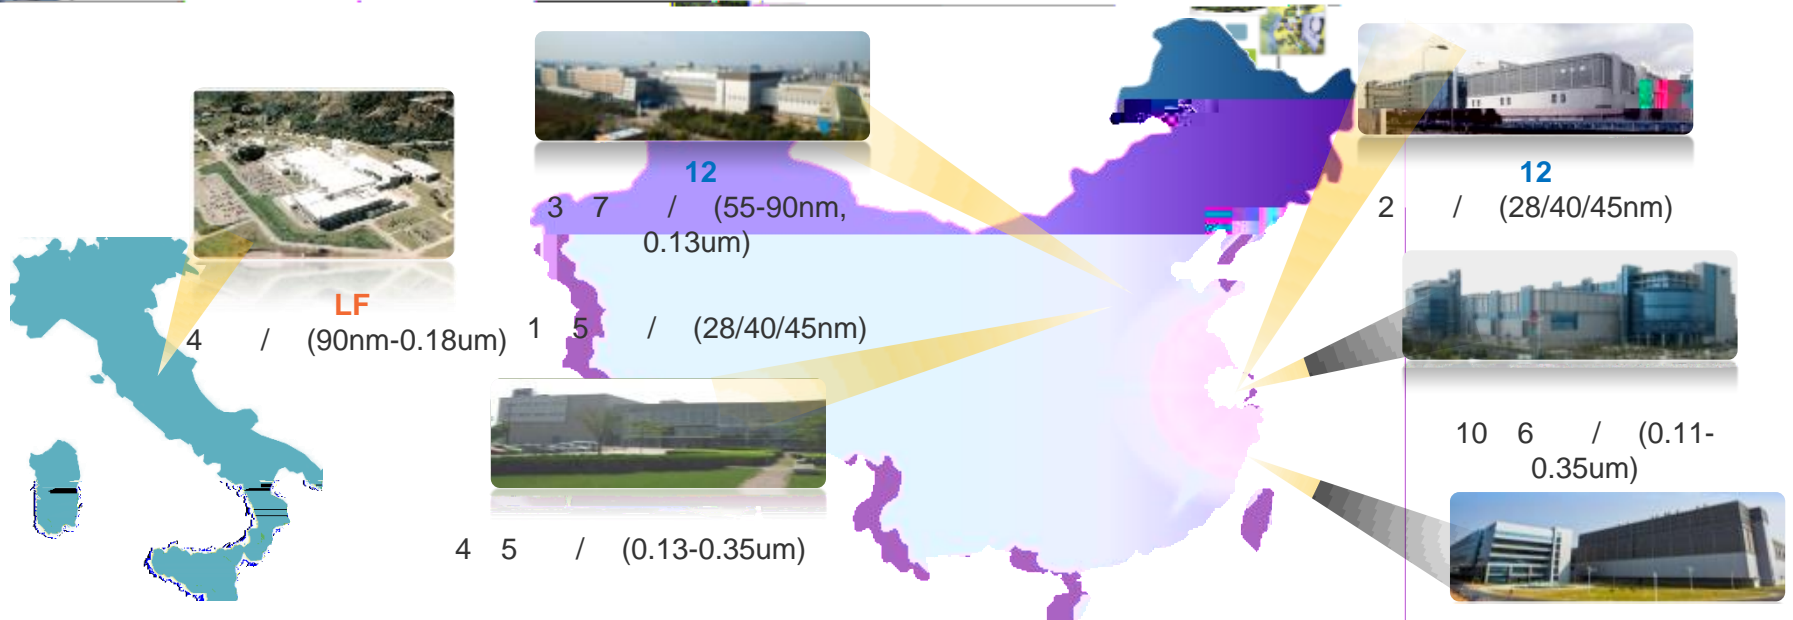 LF
4 / (90nm-0.18um)
12
3 7 / (55-90nm,
0.13um)
1 5 / (28/40/45nm)
4 5 / (0.13-0.35um)
12
2 / (28/40/45nm)
10 6 / (0.11-
0.35um)